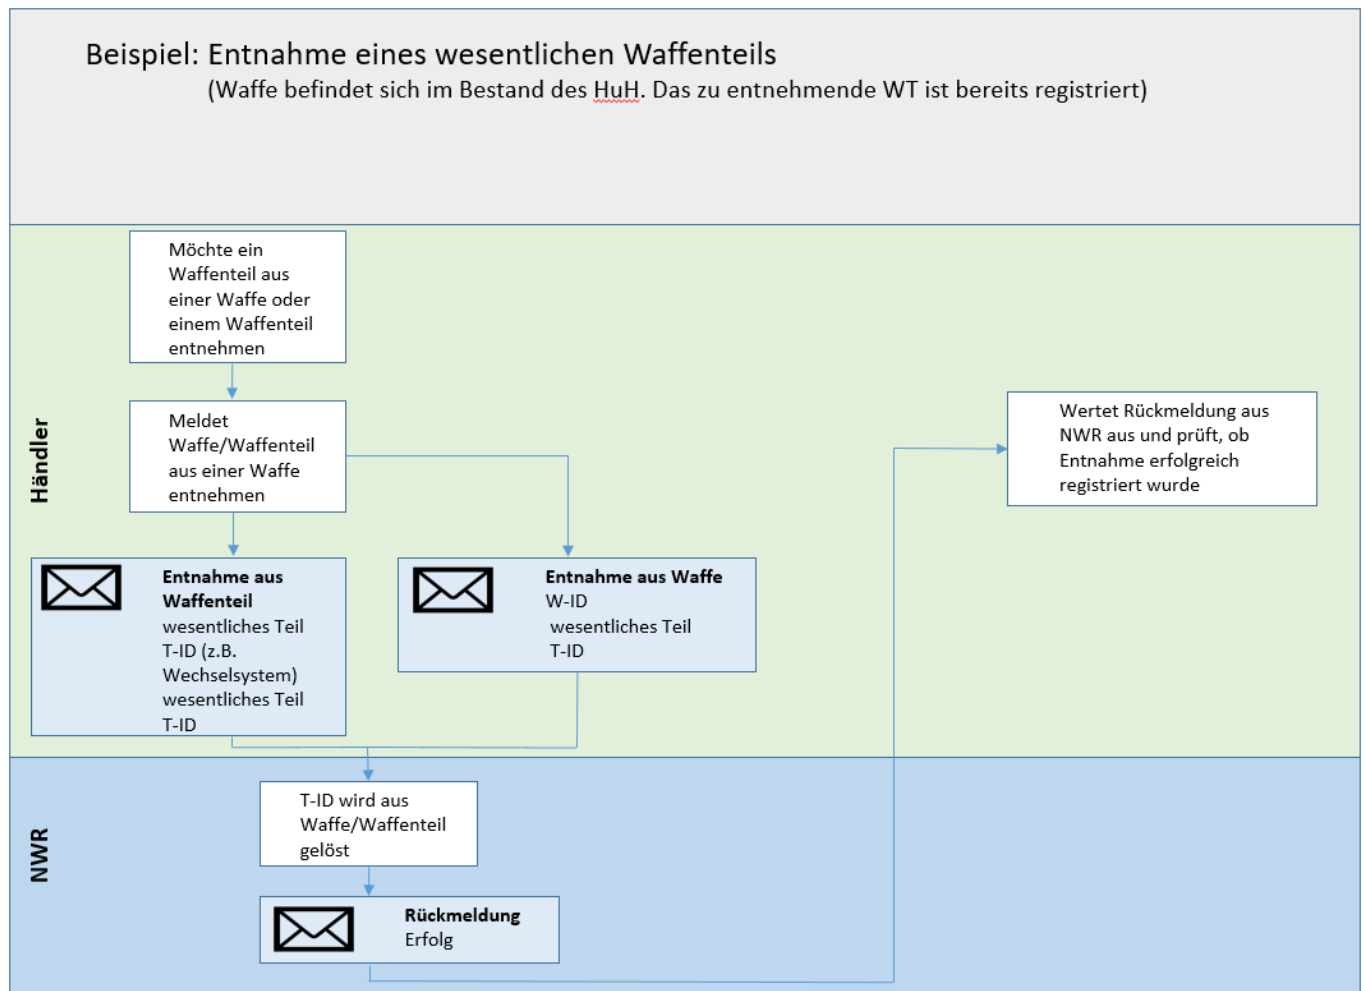 Beispiel: Entnahme eines wesentlichen Waffenteils
(Waffe befindet sich im Bestand des HuH. Das zu entnehmende WT ist bereits registriert)
Händler
Möchte ein
Waffenteil aus
einer Waffe oder
einem Waffenteil
entnehmen
Meldet
Waffe/Waffenteil
aus einer Waffe
entnehmen
Wertet Rückmeldung aus
NWR aus und prüft, ob
Entnahme erfolgreich
registriert wurde
Entnahme aus
Waffenteil
wesentliches Teil
T-ID (z.B.
Wechselsystem)
wesentliches Teil
T-ID
Entnahme aus Waffe
W-ID
wesentliches Teil
T-ID
NWR
T-ID wird aus
Waffe/Waffenteil
gelöst
Rückmeldung
Erfolg